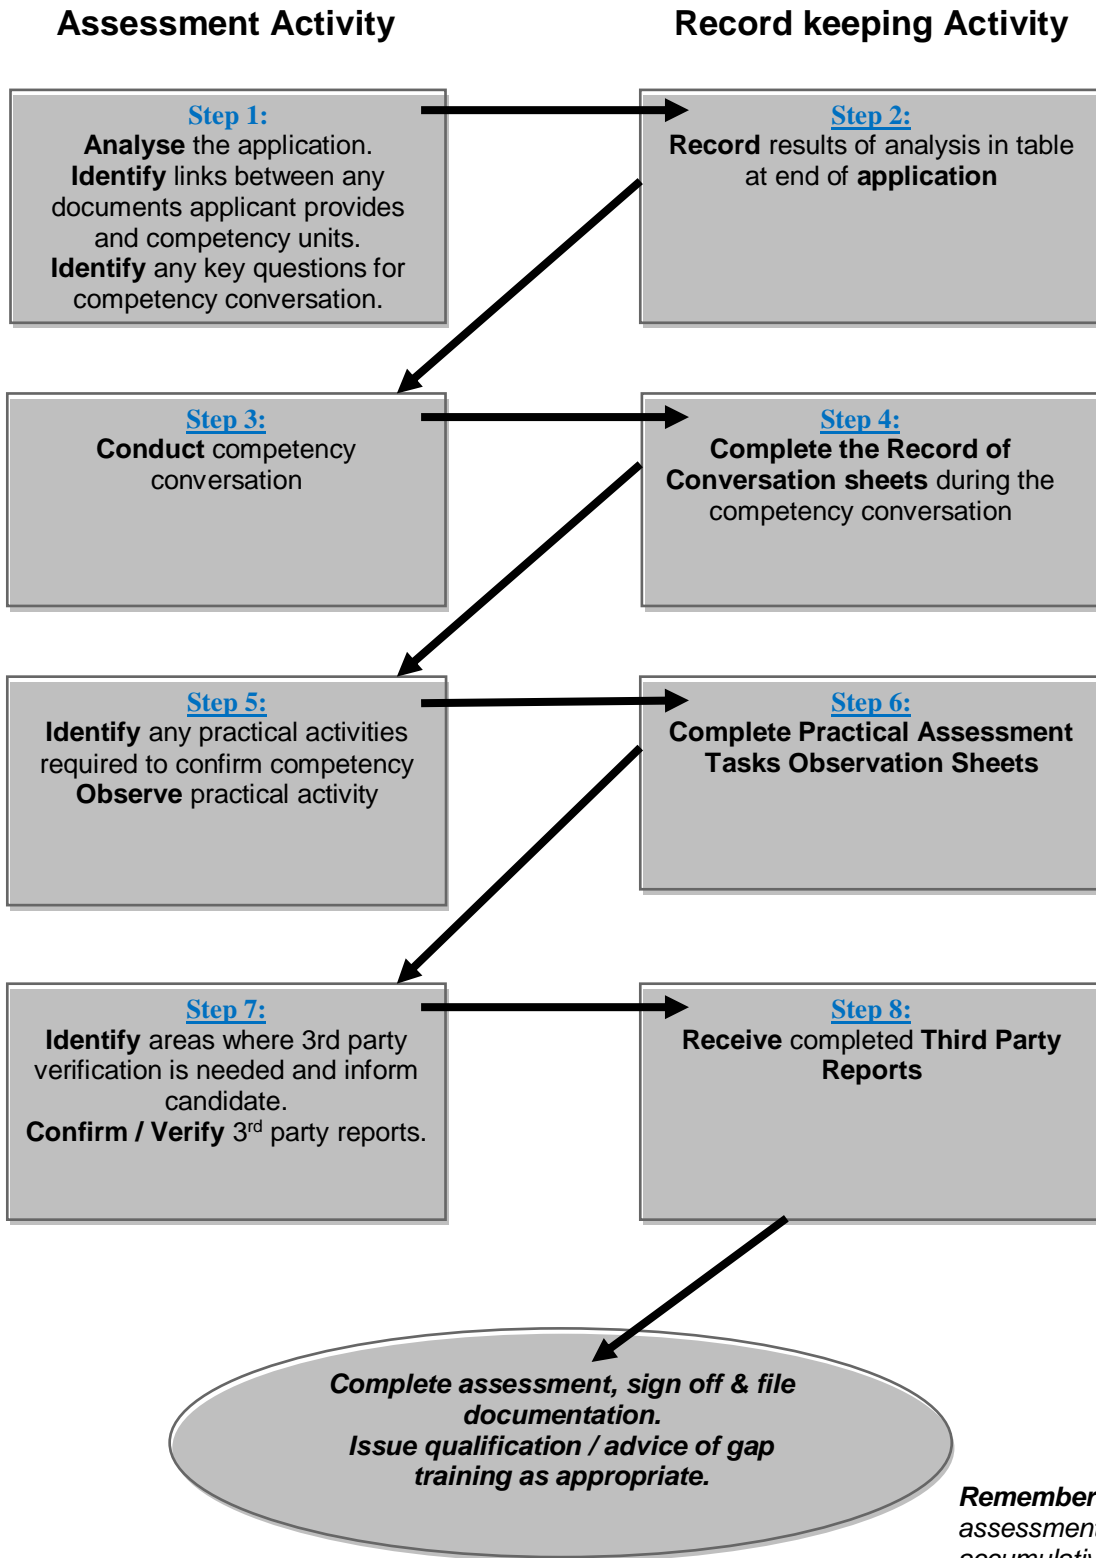 Assessment Activity
Record keeping Activity
Step 1:
Analyse the application.
Identify links between any
documents applicant provides
and competency units.
Identify any key questions for
competency conversation.
Step 2:
Record results of analysis in table
at end of application
Step 3:
Conduct competency
conversation
Step 4:
Complete the Record of
Conversation sheets during the
competency conversation
Step 5:
Identify any practical activities
required to confirm competency
Observe practical activity
Step 6:
Complete Practical Assessment
Tasks Observation Sheets
Step 7:
Identify areas where 3rd party
verification is needed and inform
candidate.
Confirm / Verify 3rd party reports.
Step 8:
Receive completed Third Party
Reports
Complete assessment, sign off & file
documentation.
Issue qualification / advice of gap
training as appropriate.
Remember
assessment